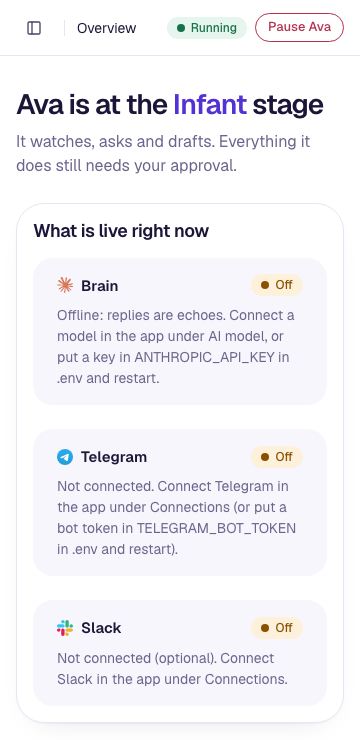 Overview
Running
Pause Ava
Ava is at the Infant stage
It watches, asks and drafts. Everything it
does still needs your approval.
What is live right now
Brain
Off
Offline: replies are echoes. Connect a
model in the app under AI model, or
put a key in ANTHROPIC_API_KEY in
.env and restart.
Telegram
Off
Not connected. Connect Telegram in
the app under Connections (or put a
bot token in TELEGRAM_BOT_TOKEN
in .env and restart).
Slack
Off
Not connected (optional). Connect
Slack in the app under Connections.